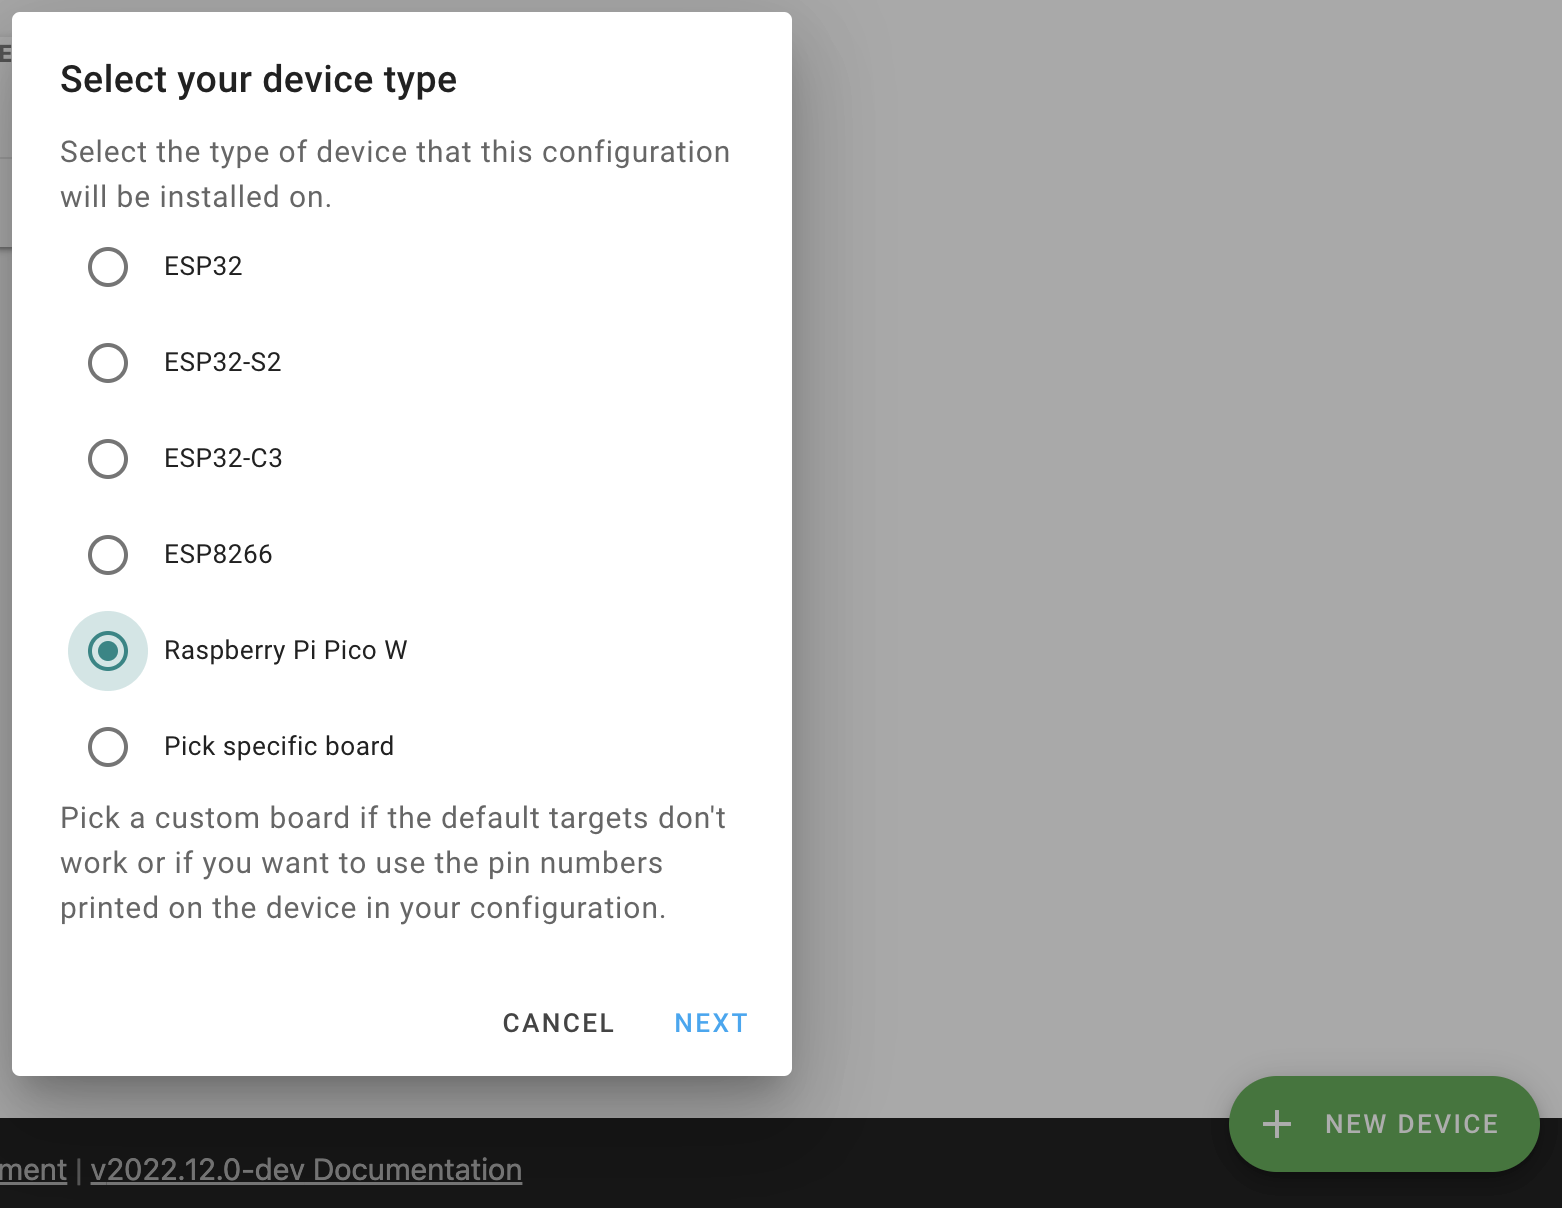 Select your device type
Select the type of device that this configuration
will be installed on.
ESP32
ESP32-S2
ESP32-C3
ESP8266
Raspberry Pi Pico W
Pick specific board
Pick a custom board if the default targets don't
work or if you want to use the pin numbers
printed on the device in your configuration.
CANCEL NEXT
+ NEW DEVICE
ment | v2022.12.0-dev Documentation